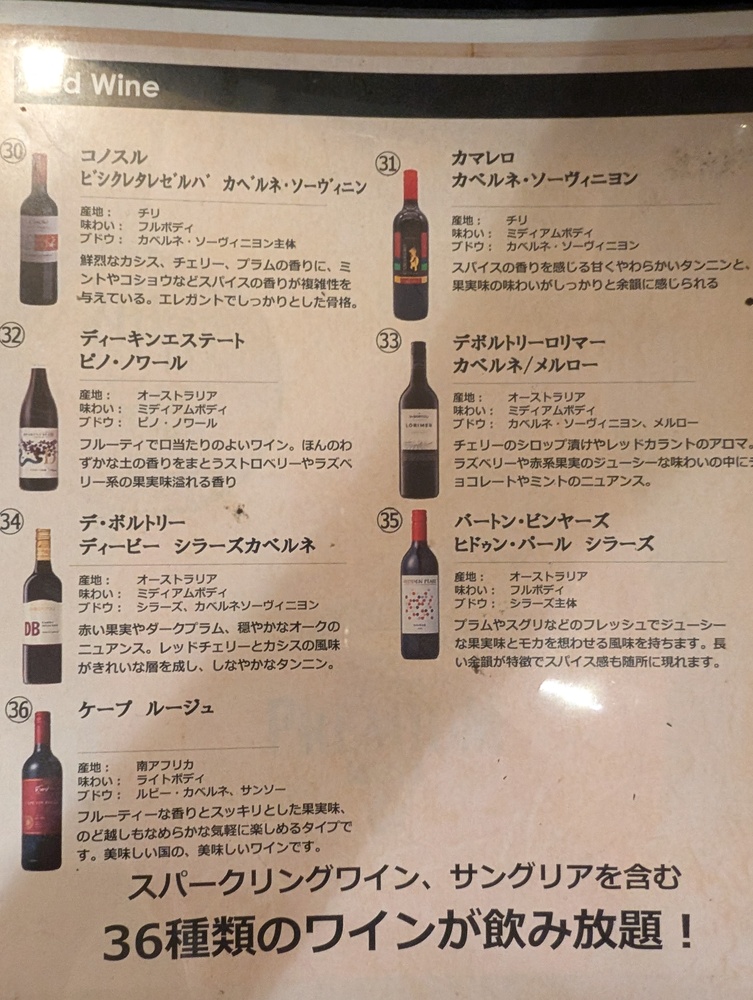 d Wine
㉚
コノスル
ﾋﾞｼｸﾚﾀﾚｾﾞﾙﾊﾞ ｶﾍﾞﾙﾈ･ｿｰｳﾞｨﾆﾝ
産地： チリ
味わい： フルボディ
ブドウ： カベルネ・ソーヴィニヨン主体
鮮烈なカシス、チェリー、プラムの香りに、ミ
ントやコショウなどスパイスの香りが複雑性を
与えている。エレガントでしっかりとした骨格。
㉛
カマレロ
カベルネ・ソーヴィニヨン
産地： チリ
味わい： ミディアムボディ
ブドウ： カベルネ・ソーヴィニヨン
スパイスの香りを感じる甘くやわらかいタンニンと、
果実味の味わいがしっかりと余韻に感じられる
㉜
ディーキンエステート
ピノ・ノワール
産地： オーストラリア
味わい： ミディアムボディ
ブドウ： ピノ・ノワール
フルーティで口当たりのよいワイン。ほんのわ
ずかな土の香りをまとうストロベリーやラズベ
リー系の果実味溢れる香り
㉝
デボルトリーロリマー
カベルネ/メルロー
産地： オーストラリア
味わい： ミディアムボディ
ブドウ： カベルネ・ソーヴィニヨン、メルロー
チェリーのシロップ漬けやレッドカラントのアロマ。
ラズベリーや赤系果実のジューシーな味わいの中にチ
ョコレートやミントのニュアンス。
LORIMER
㉞
デ・ボルトリー
ディービー シラーズカベルネ
産地： オーストラリア
味わい： ミディアムボディ
ブドウ： シラーズ、カベルネソーヴィニヨン
赤い果実やダークプラム、穏やかなオークの
ニュアンス。レッドチェリーとカシスの風味
がきれいな層を成し、しなやかなタンニン。
DB
㉟
バートン・ビンヤーズ
ヒドゥン・パール シラーズ
産地： オーストラリア
味わい： フルボディ
ブドウ： シラーズ主体
プラムやスグリなどのフレッシュでジューシー
な果実味とモカを想わせる風味を持ちます。長
い余韻が特徴でスパイス感も随所に現れます。
HIDDEN PEARL
㊱
ケープ ルージュ
産地： 南アフリカ
味わい： ライトボディ
ブドウ： ルビー・カベルネ、サンソー
フルーティーな香りとスッキリとした果実味、
のど越しもなめらかな気軽に楽しめるタイプで
す。美味しい国の、美味しいワインです。
スパークリングワイン、サングリアを含む
36種類のワインが飲み放題！